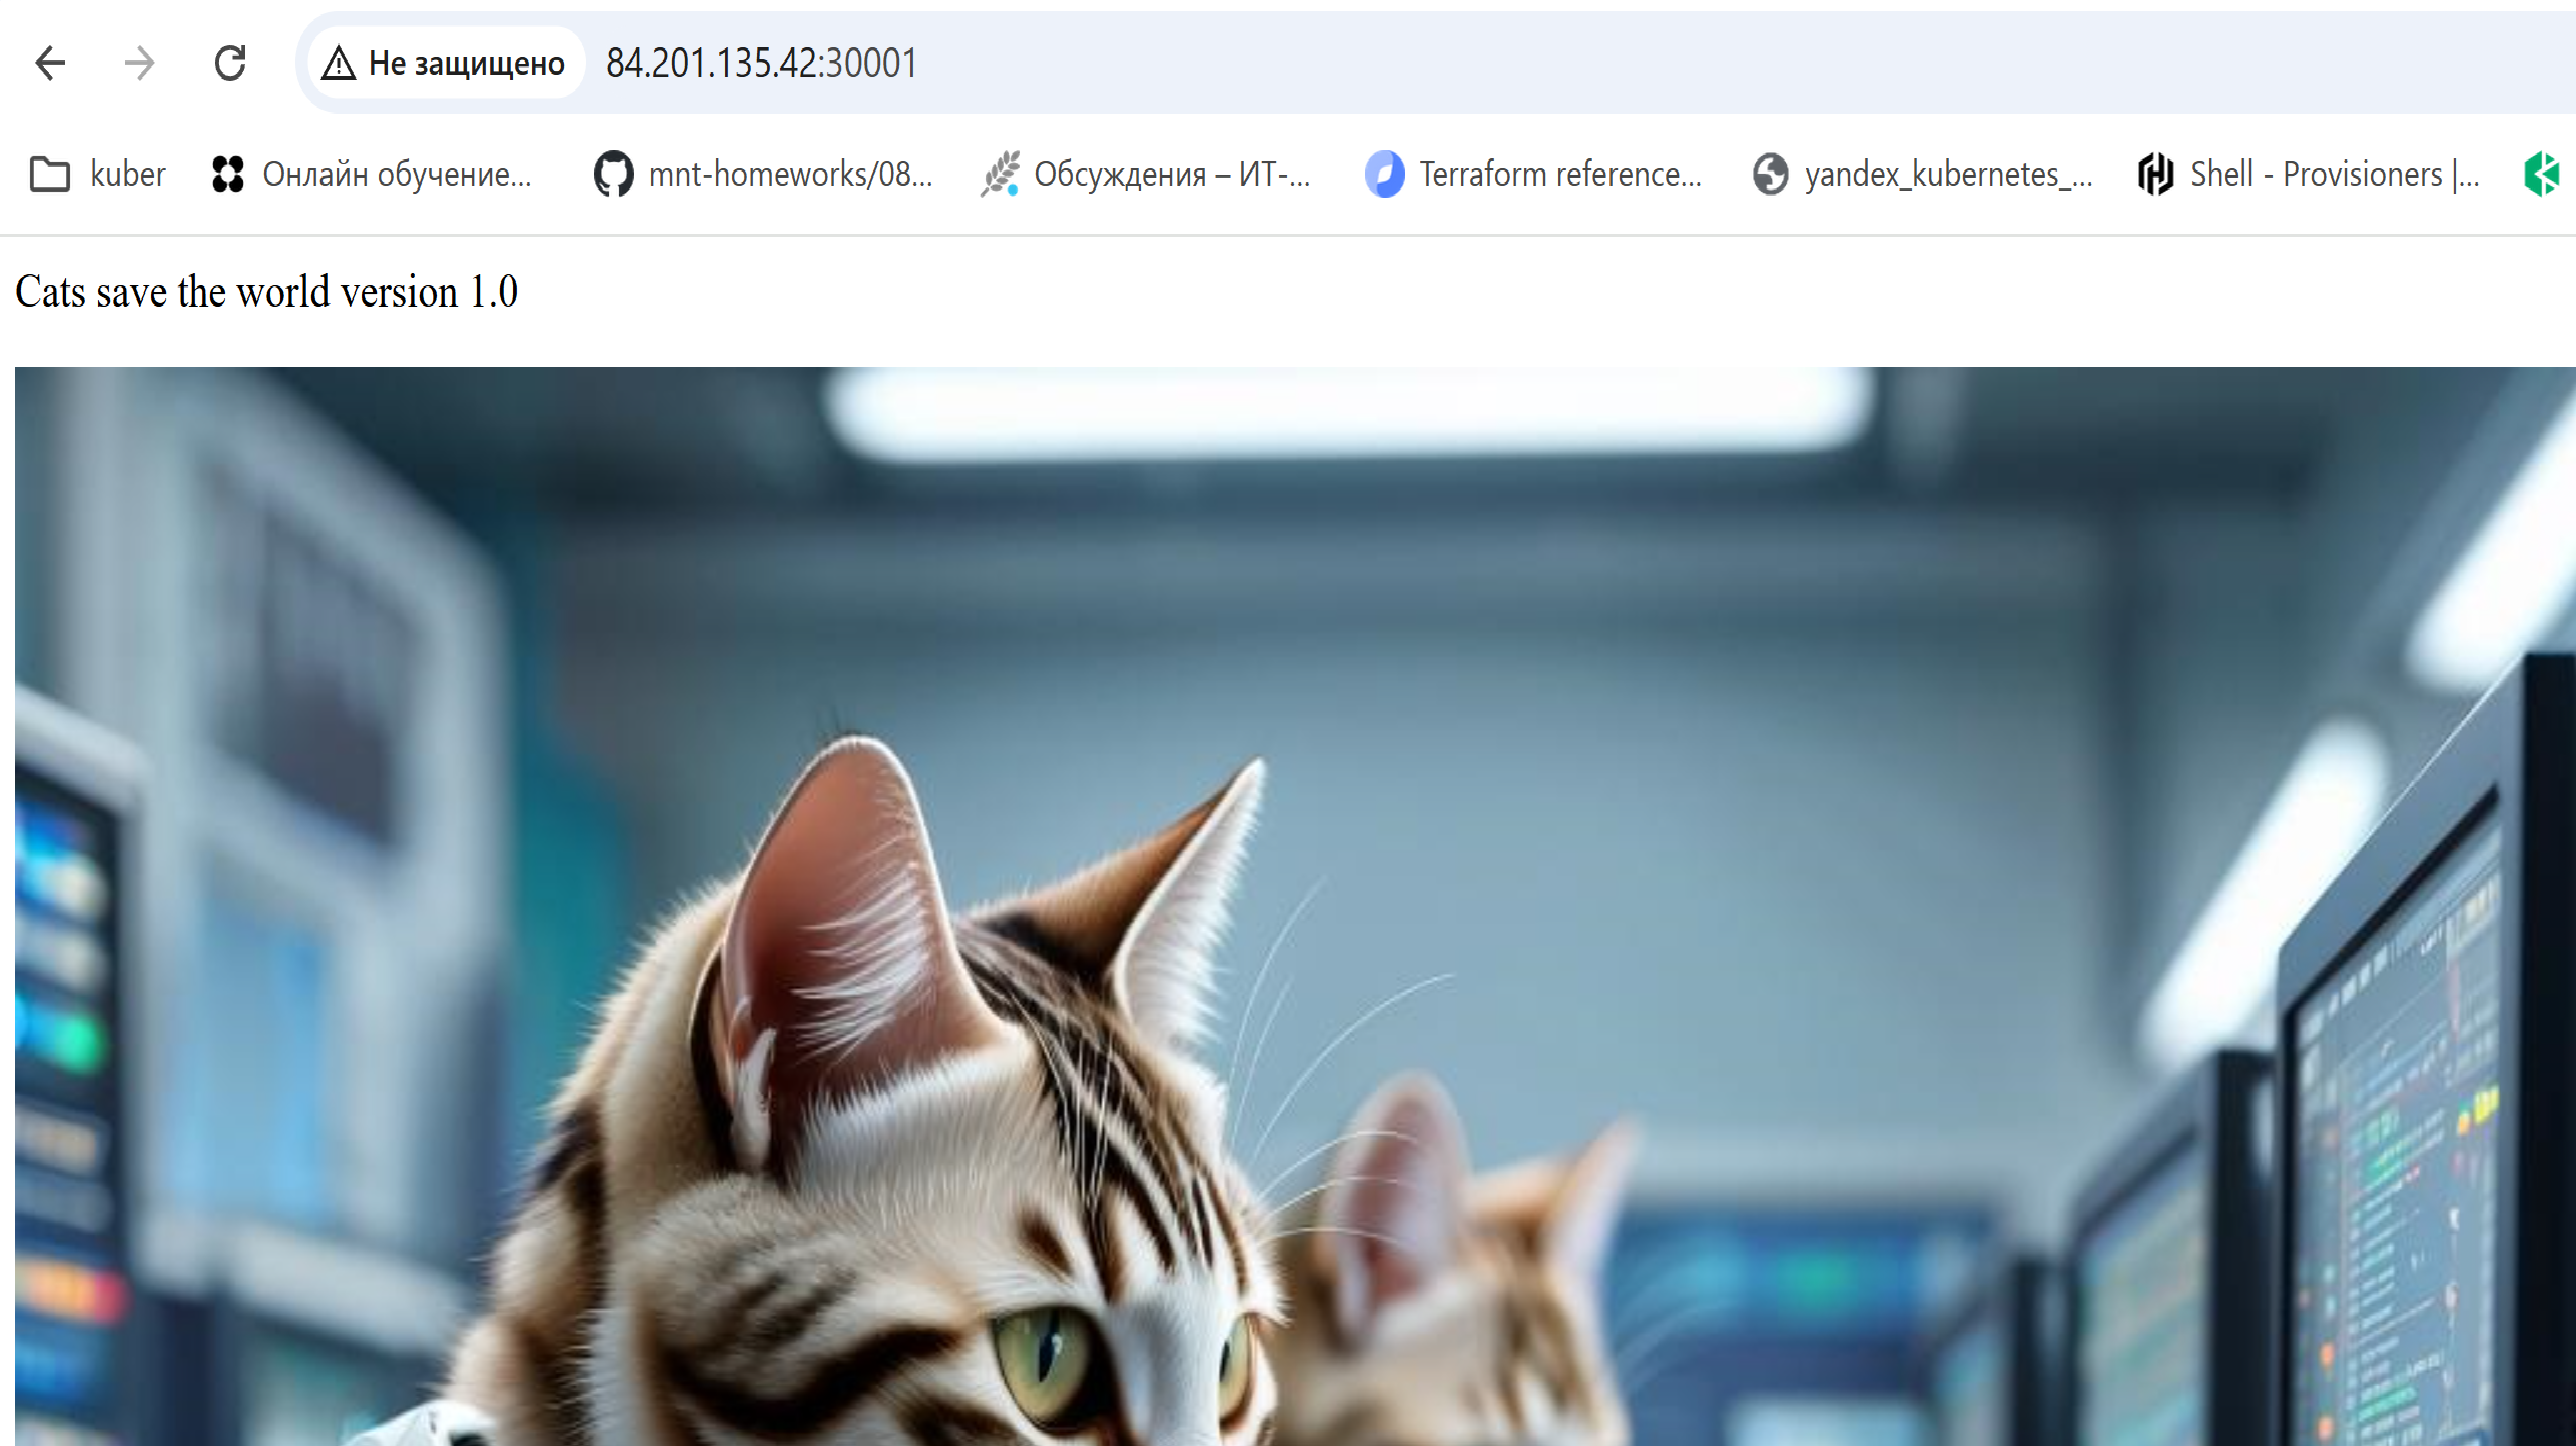 Не защищено 84.201.135.42:30001
kuber Онлайн обучение... mnt-homeworks/08... Обсуждения – ИТ-... Terraform reference... yandex_kubernetes_... Shell - Provisioners |...
Cats save the world version 1.0